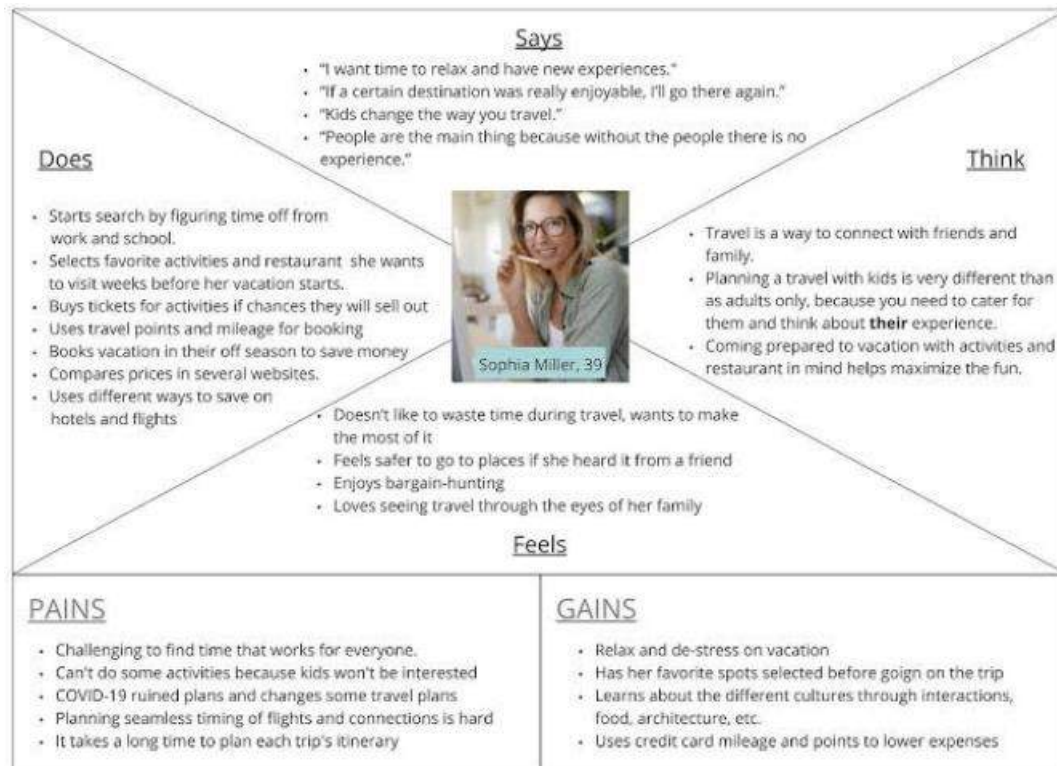 Says
• "I want time to relax and have new experiences."
• "If a certain destination was really enjoyable, I'll go there again."
• "Kids change the way you travel."
• "People are the main thing because without the people there is no
experience."
Does
• Starts search by figuring time off from
work and school.
• Selects favorite activities and restaurant she wants
to visit weeks before her vacation starts.
• Buys tickets for activities if chances they will sell out
• Uses travel points and mileage for booking
• Books vacation in their off season to save money
• Compares prices in several websites.
• Uses different ways to save on
hotels and flights
Think
• Travel is a way to connect with friends and
family.
• Planning a travel with kids is very different than
as adults only, because you need to cater for
them and think about their experience.
• Coming prepared to vacation with activities and
restaurant in mind helps maximize the fun.
Sophia Miller, 39
• Doesn't like to waste time during travel, wants to make
the most of it
• Feels safer to go to places if she heard it from a friend
• Enjoys bargain-hunting
• Loves seeing travel through the eyes of her family
Feels
PAINS
• Challenging to find time that works for everyone.
• Can't do some activities because kids won't be interested
• COVID-19 ruined plans and changes some travel plans
• Planning seamless timing of flights and connections is hard
• It takes a long time to plan each trip's itinerary
GAINS
• Relax and de-stress on vacation
• Has her favorite spots selected before goign on the trip
• Learns about the different cultures through interactions,
food, architecture, etc.
• Uses credit card mileage and points to lower expenses